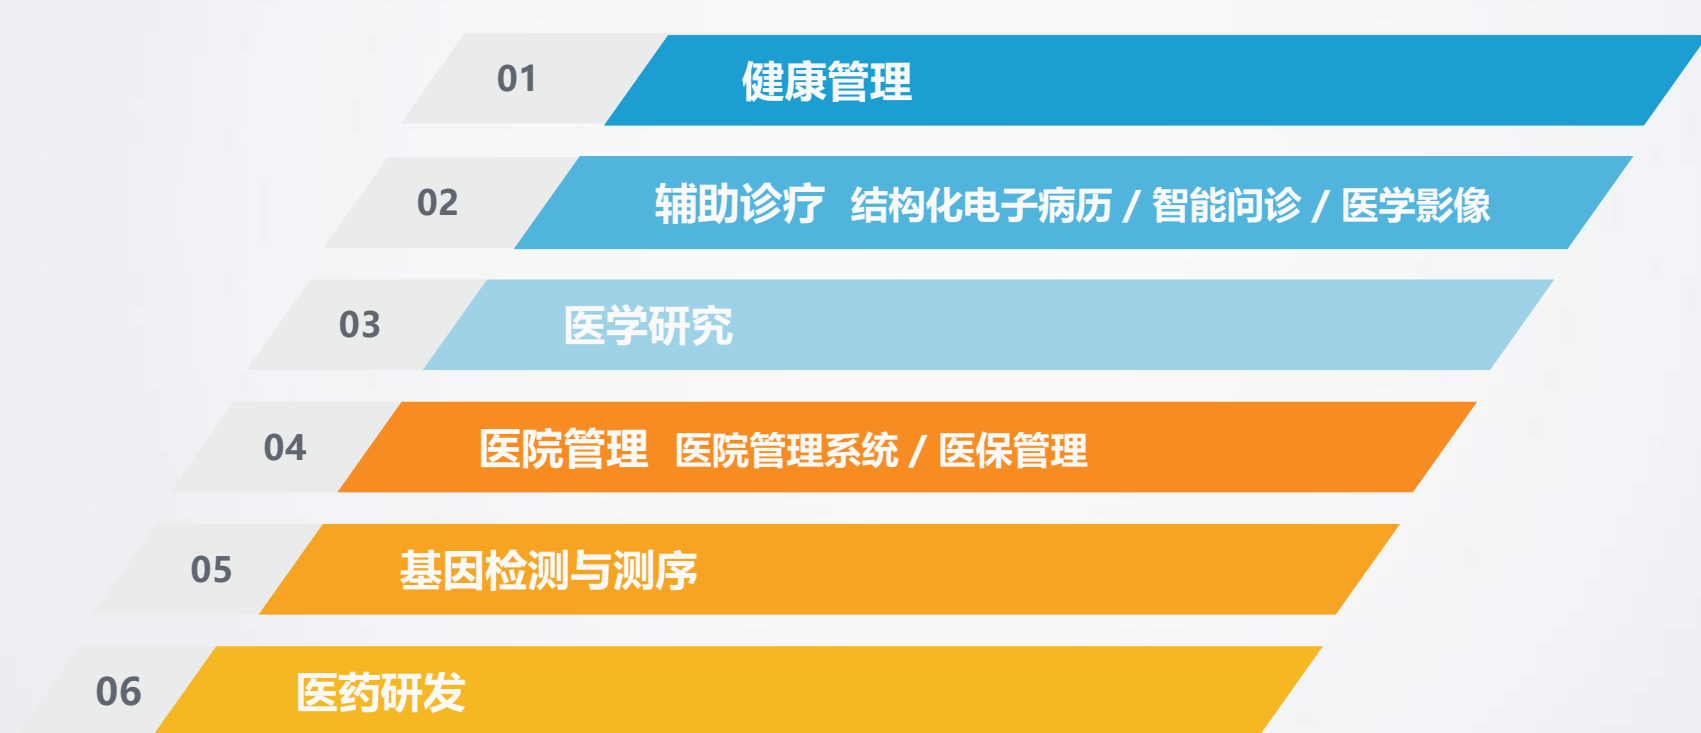 01 健康管理
02 辅助诊疗 结构化电子病历 / 智能问诊 / 医学影像
03 医学研究
04 医院管理 医院管理系统 / 医保管理
05 基因检测与测序
06 医药研发